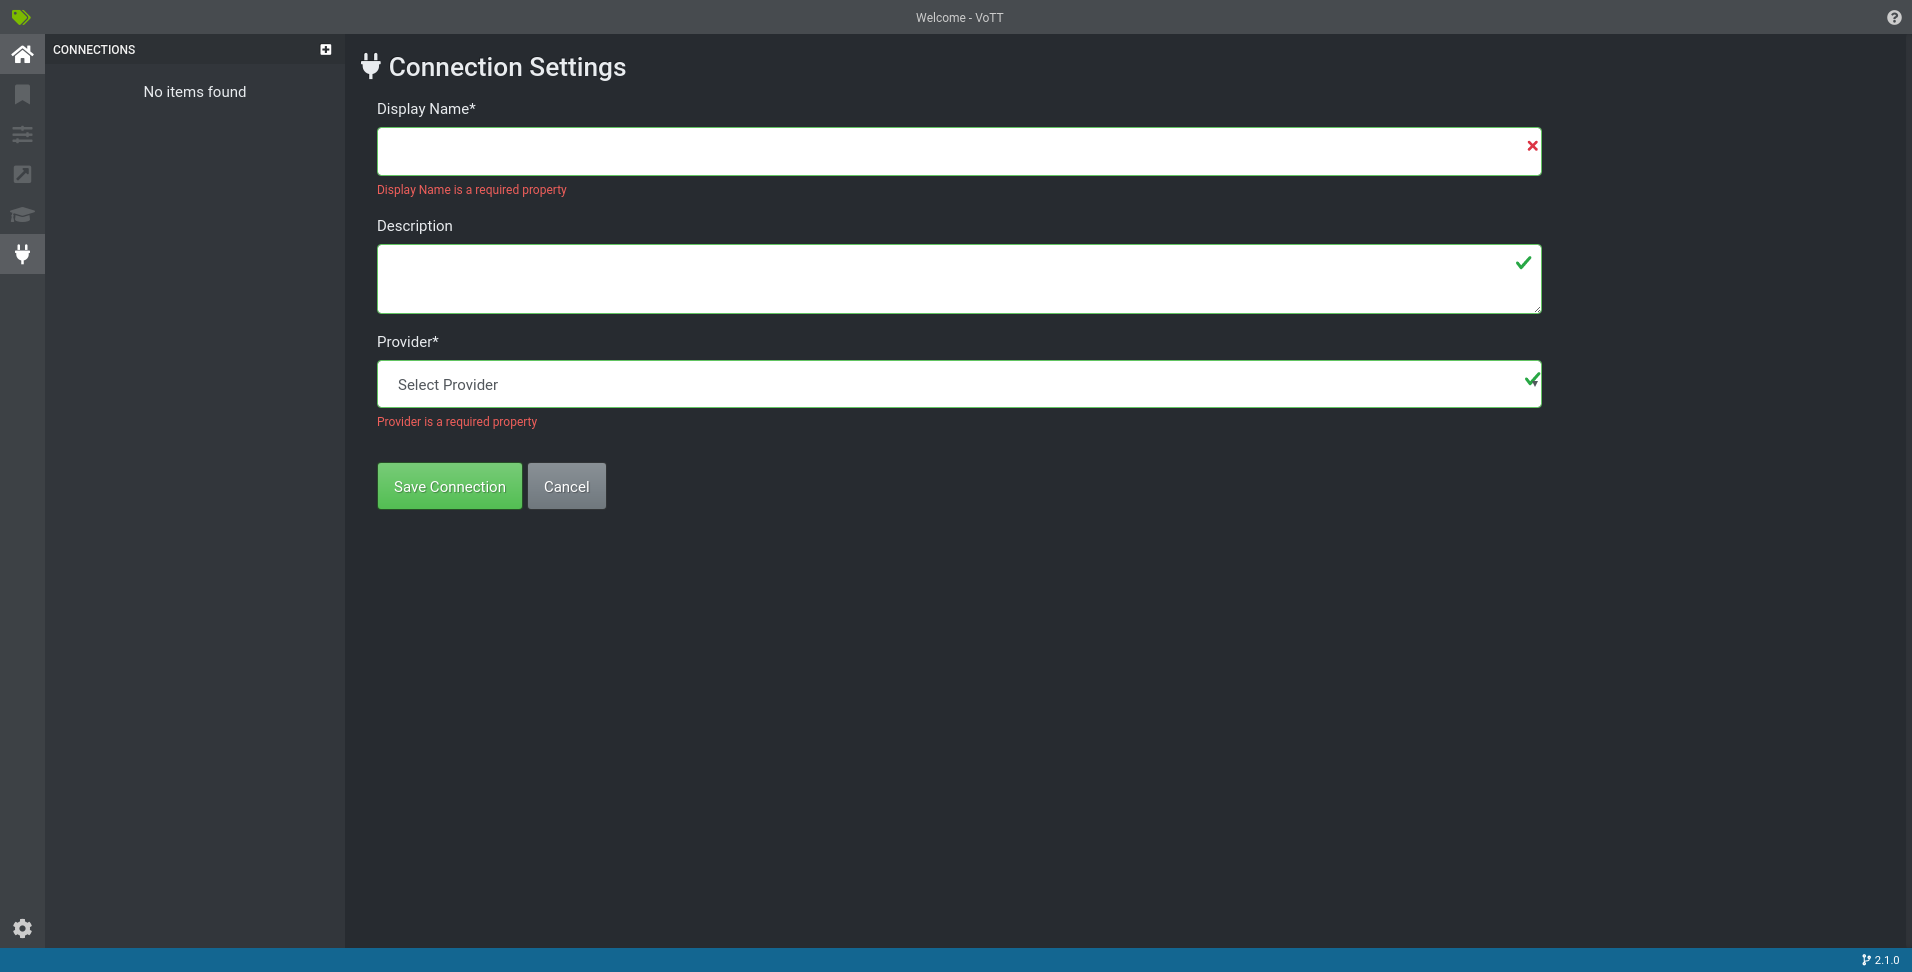 Welcome - VoTT
CONNECTIONS
No items found
Connection Settings
Display Name*
Display Name is a required property
Description
Provider*
Select Provider
Provider is a required property
Save Connection
Cancel
2.1.0